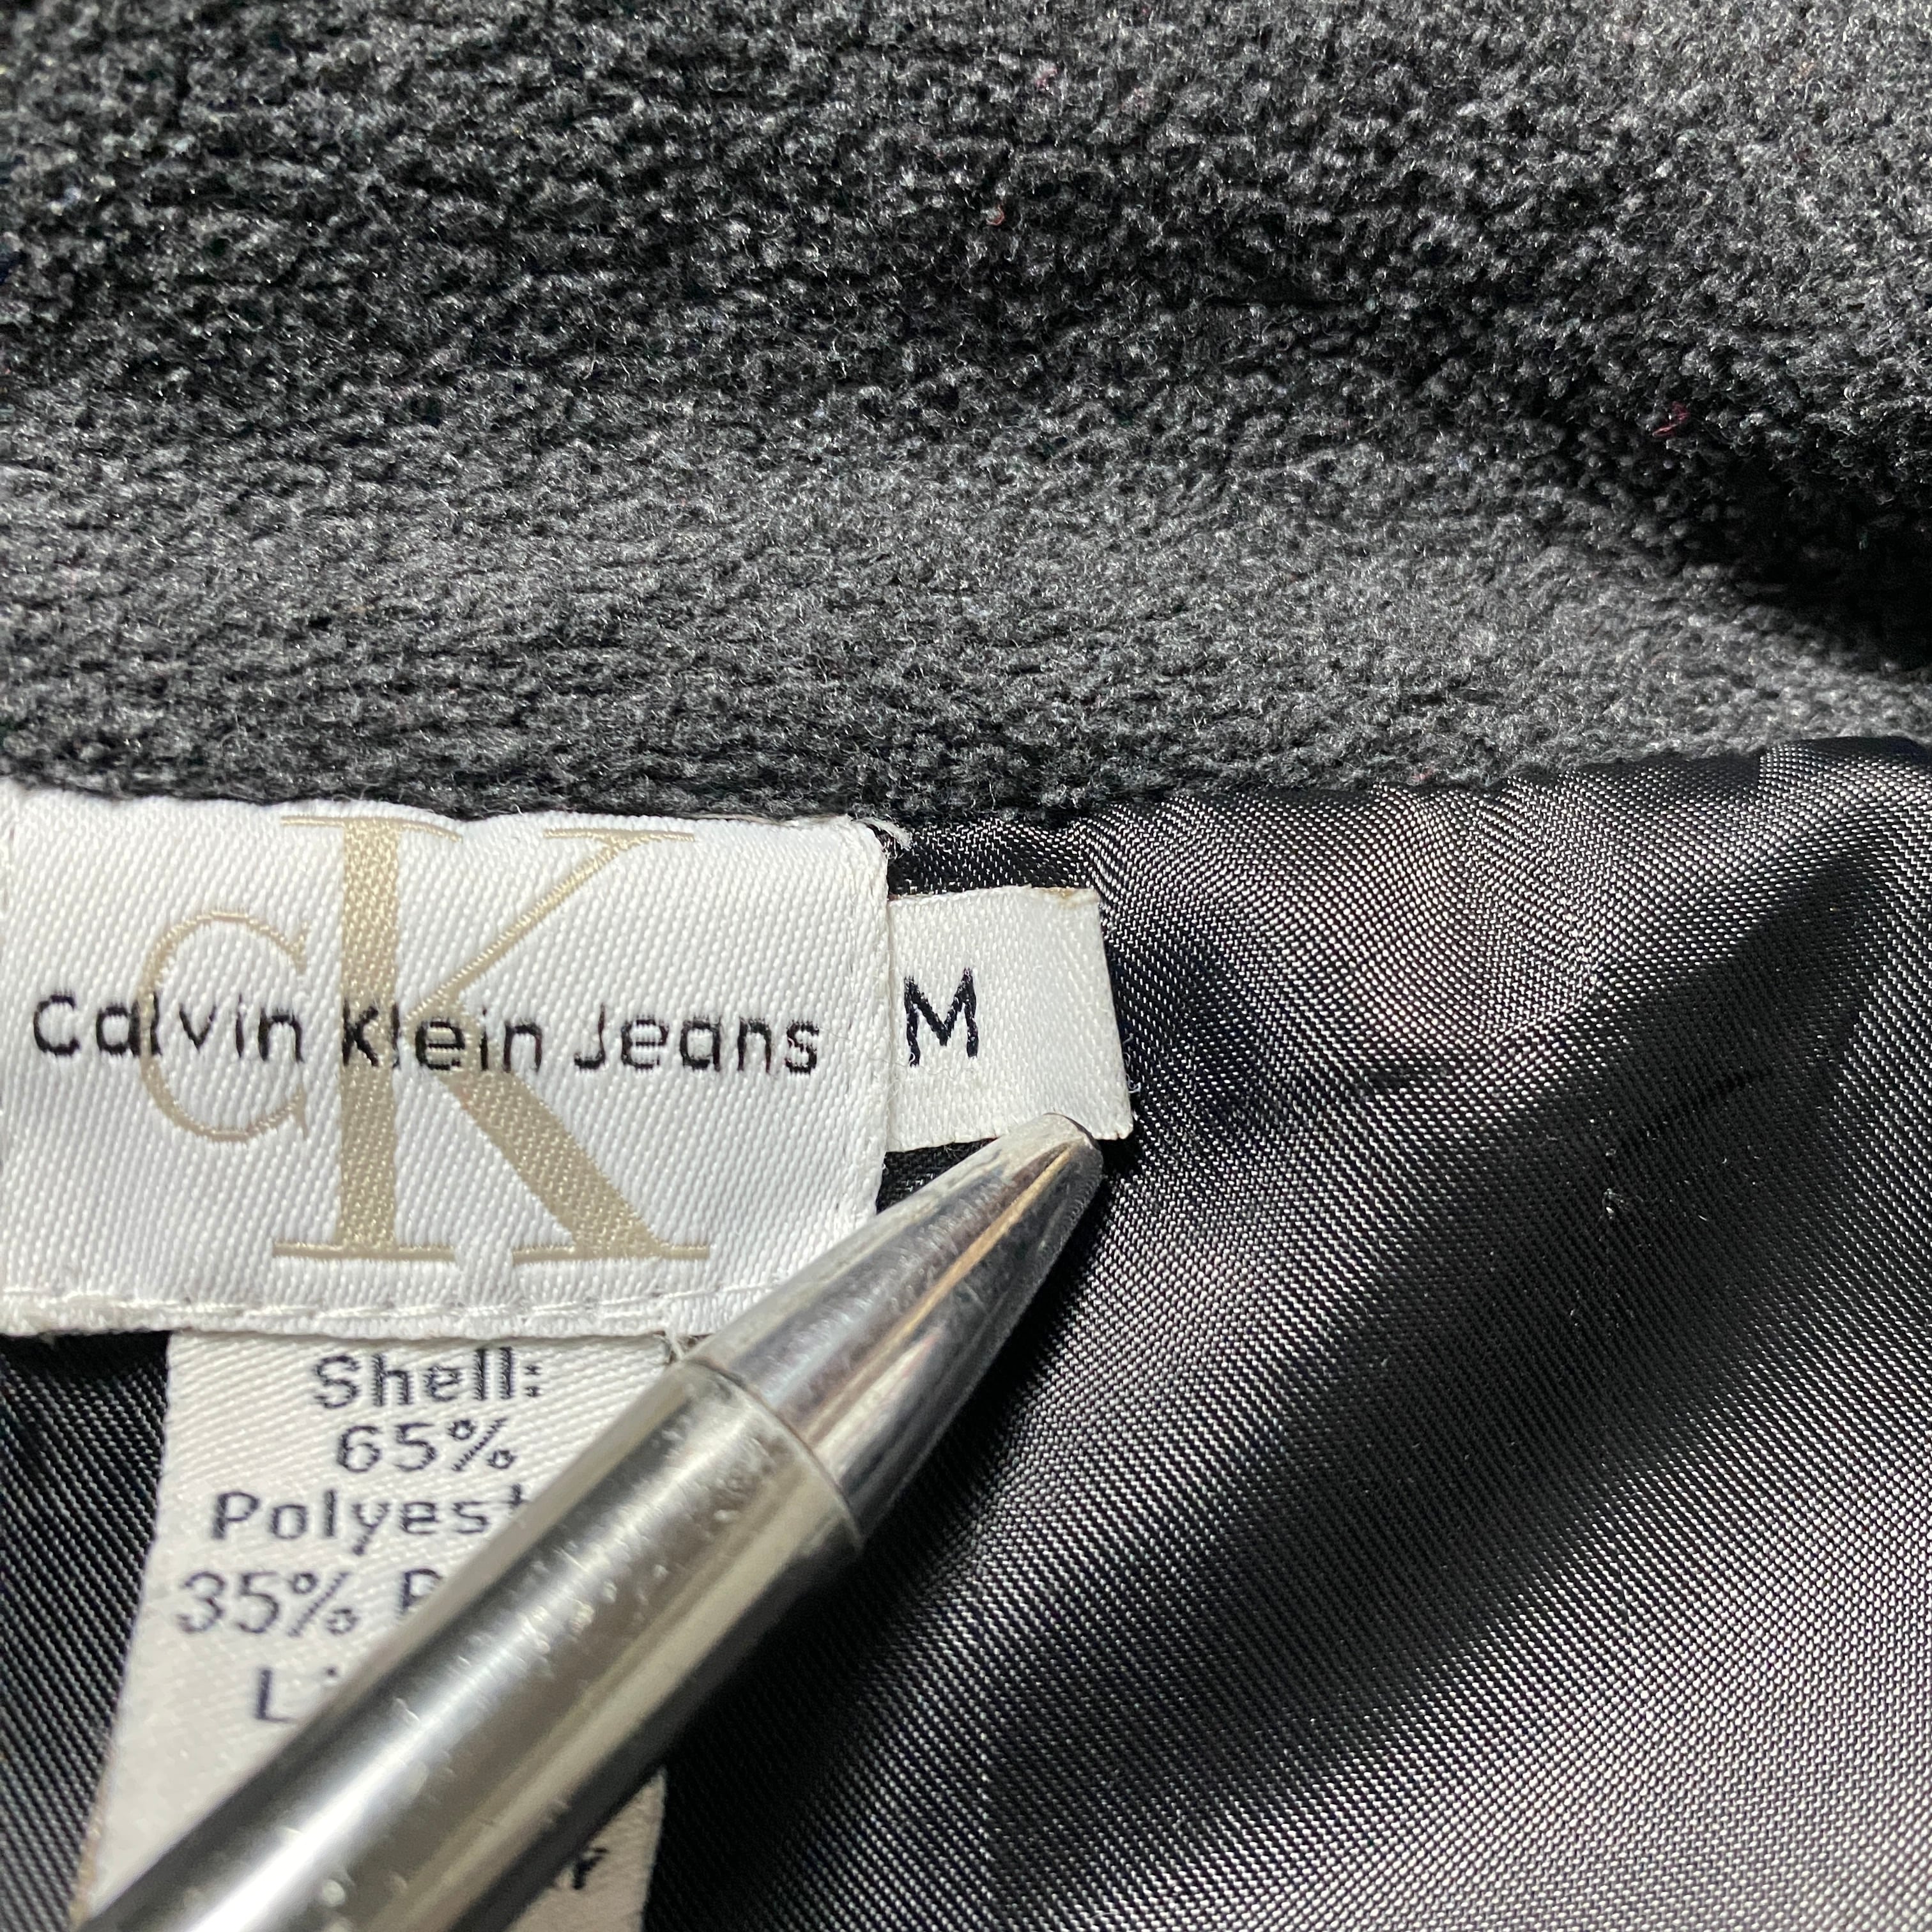 CK
Calvin Klein Jeans
M
Shell:
65%
Polyest
35%